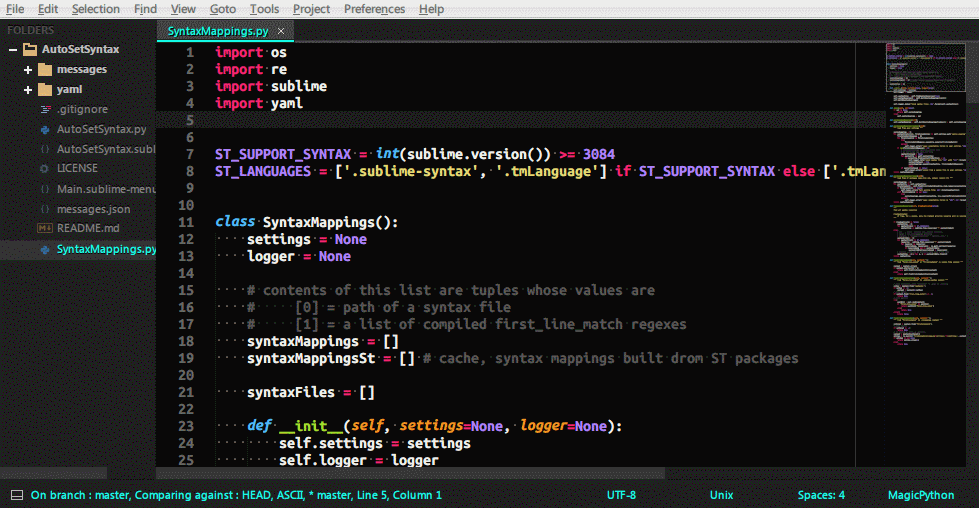 File Edit Selection Find View Goto Tools Project Preferences Help
FOLDERS
AutoSetSyntax
messages
yaml
.gitignore
AutoSetSyntax.py
AutoSetSyntax.subl
LICENSE
Main.sublime-menu
messages.json
README.md
SyntaxMappings.py
SyntaxMappings.py ×
1 import os
2 import re
3 import sublime
4 import yaml
5
6
7 ST_SUPPORT_SYNTAX = int(sublime.version()) >= 3084
8 ST_LANGUAGES = ['.sublime-syntax', '.tmLanguage'] if ST_SUPPORT_SYNTAX else ['.tmLan
9
10
11 class SyntaxMappings():
12 settings = None
13 logger = None
14
15 # contents of this list are tuples whose values are
16 # [0] = path of a syntax file
17 # [1] = a list of compiled first_line_match regexes
18 syntaxMappings = []
19 syntaxMappingsSt = [] # cache, syntax mappings built drom ST packages
20
21 syntaxFiles = []
22
23 def __init__(self, settings=None, logger=None):
24 self.settings = settings
25 self.logger = logger
On branch : master, Comparing against : HEAD, ASCII, * master, Line 5, Column 1 UTF-8 Unix Spaces: 4 MagicPython